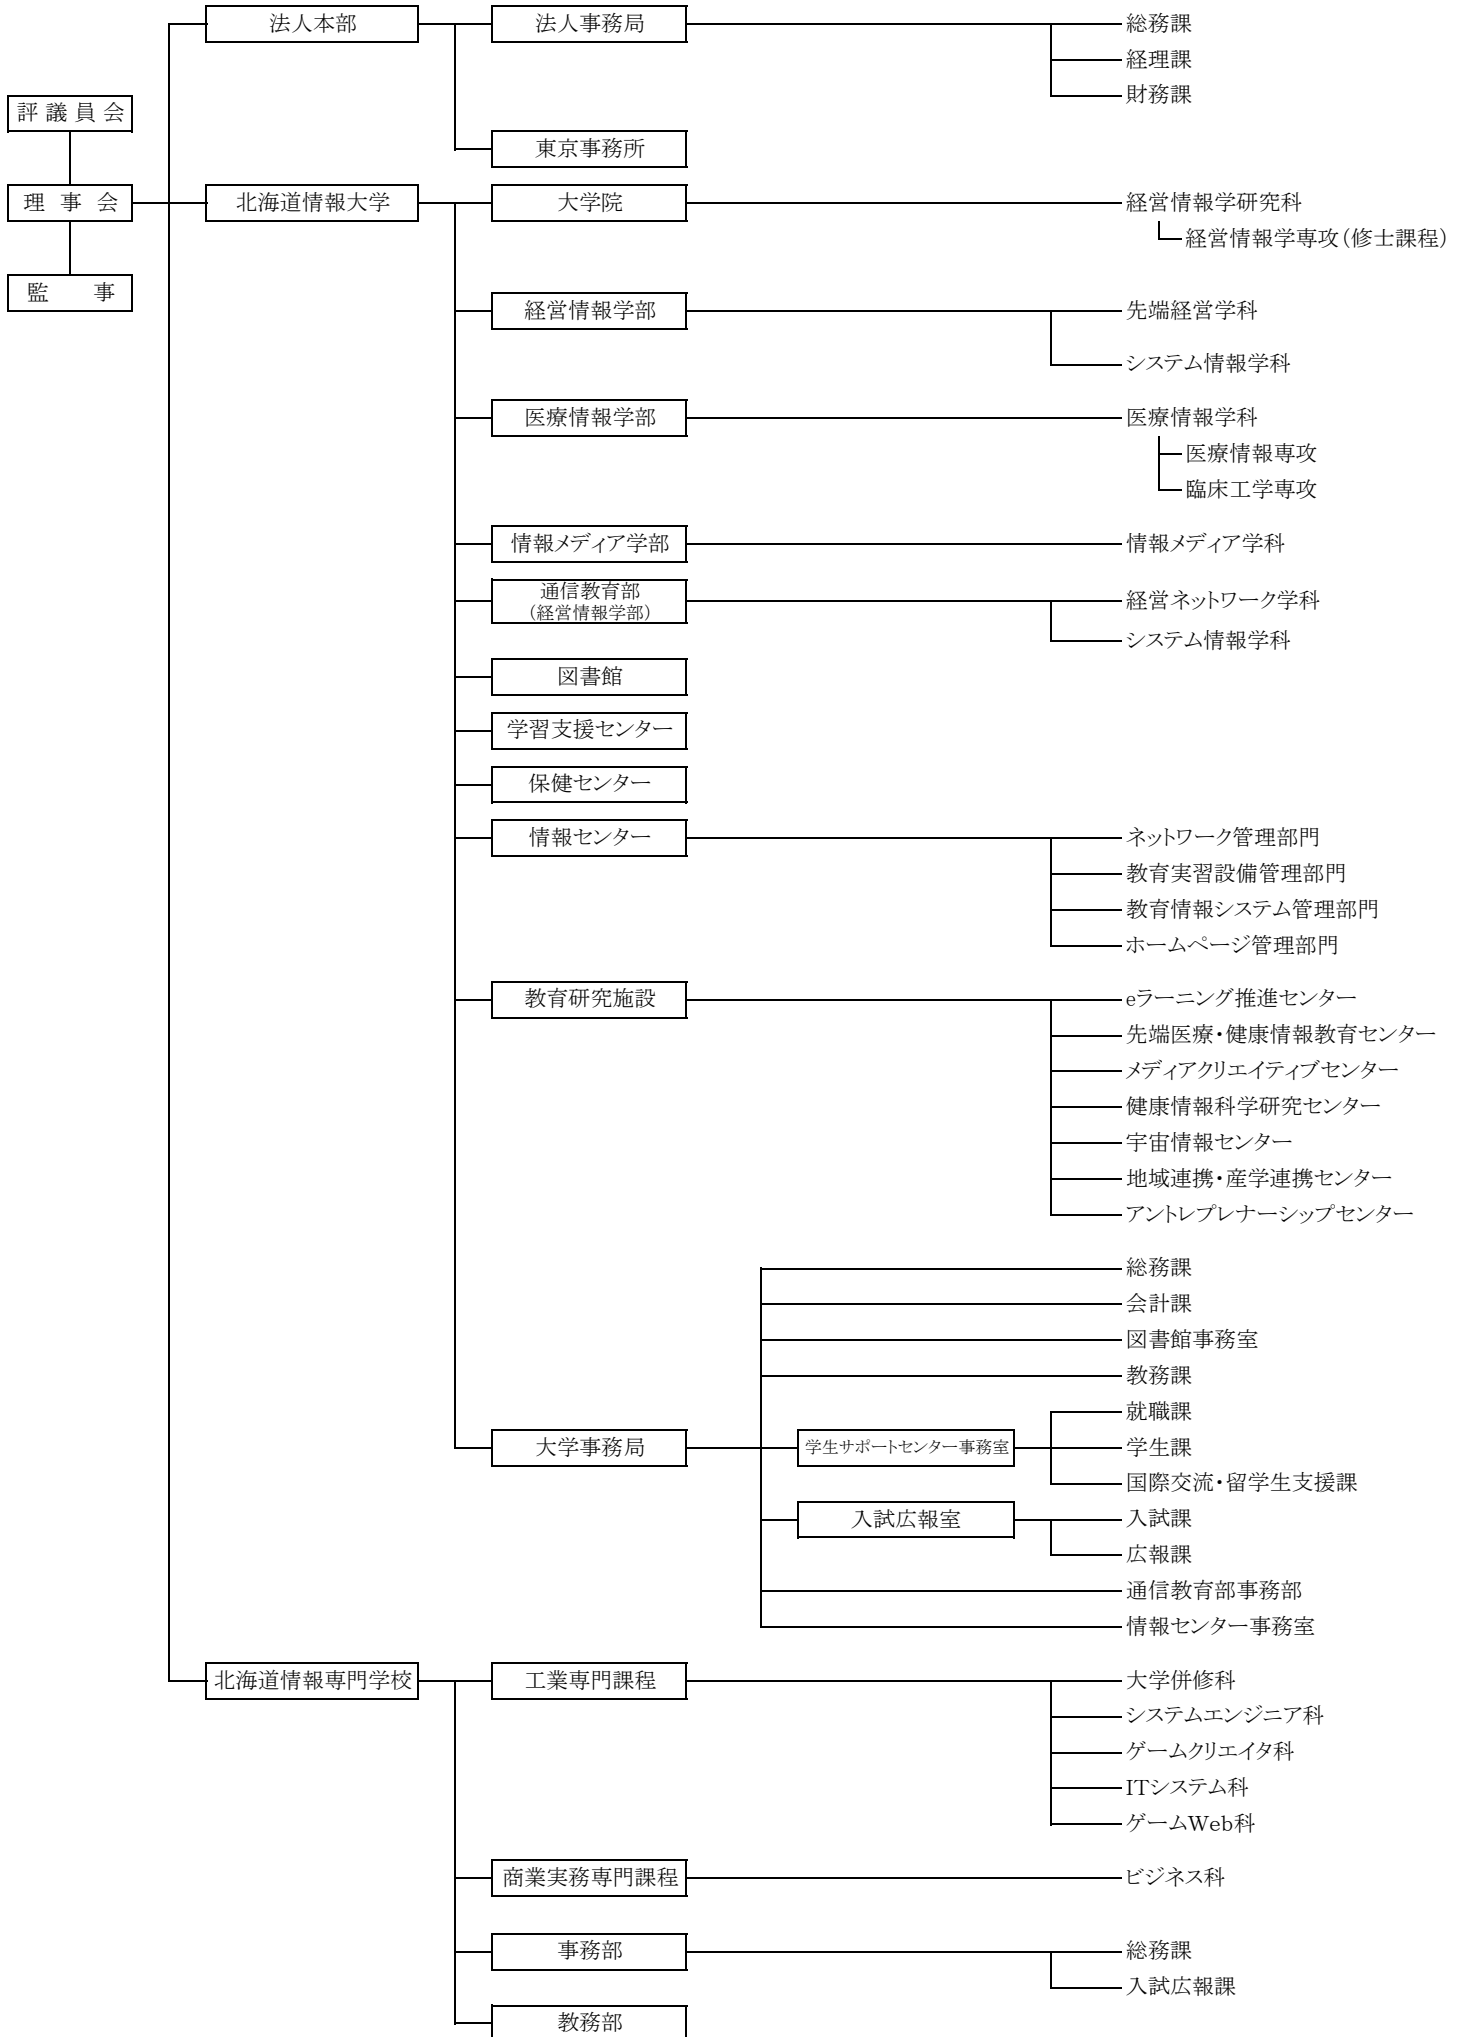 法人本部
法人事務局
総務課
経理課
財務課
評議員会
東京事務所
理事会
北海道情報大学
大学院
経営情報学研究科
経営情報学専攻(修士課程)
監　事
経営情報学部
先端経営学科
システム情報学科
医療情報学部
医療情報学科
医療情報専攻
臨床工学専攻
情報メディア学部
情報メディア学科
通信教育部
(経営情報学部)
経営ネットワーク学科
システム情報学科
図書館
学習支援センター
保健センター
情報センター
ネットワーク管理部門
教育実習設備管理部門
教育情報システム管理部門
ホームページ管理部門
教育研究施設
eラーニング推進センター
先端医療・健康情報教育センター
メディアクリエイティブセンター
健康情報科学研究センター
宇宙情報センター
地域連携・産学連携センター
アントレプレナーシップセンター
総務課
会計課
図書館事務室
教務課
就職課
大学事務局
学生サポートセンター事務室
学生課
国際交流・留学生支援課
入試広報室
入試課
広報課
通信教育部事務部
情報センター事務室
北海道情報専門学校
工業専門課程
大学併修科
システムエンジニア科
ゲームクリエイタ科
ITシステム科
ゲームWeb科
商業実務専門課程
ビジネス科
事務部
総務課
入試広報課
教務部